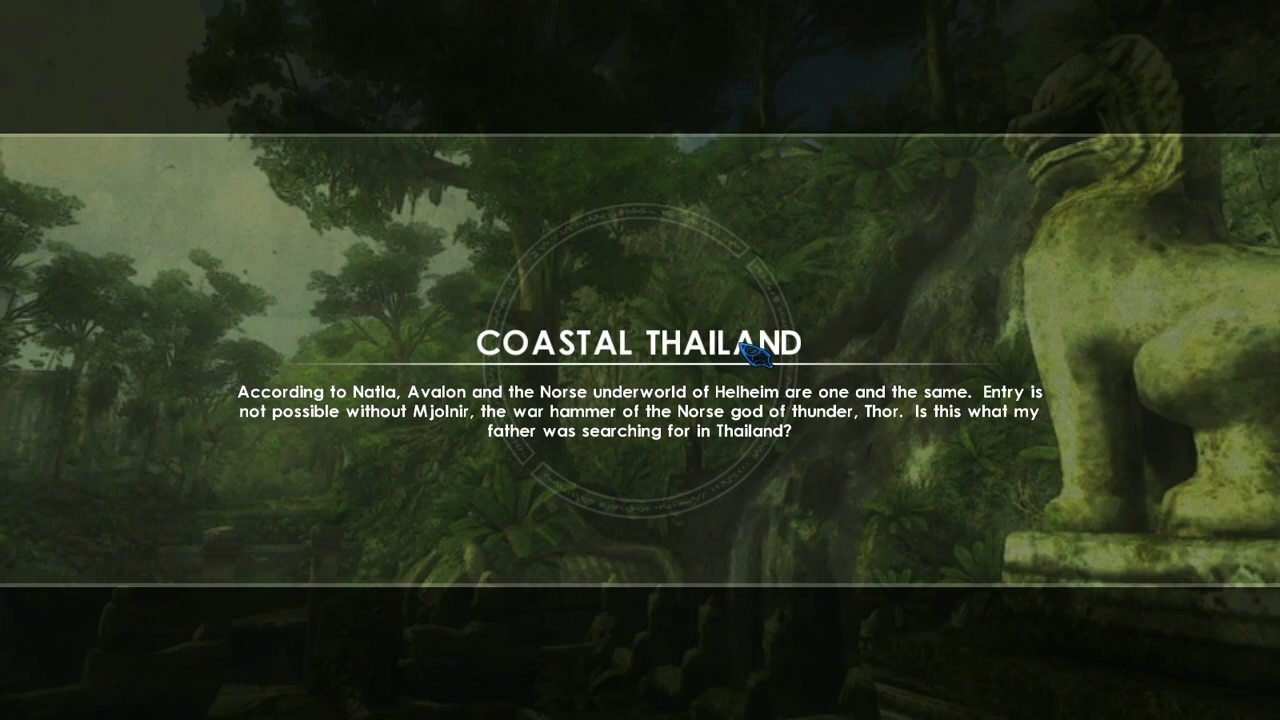 COASTAL THAILAND
According to Natla, Avalon and the Norse underworld of Helheim are one and the same.  Entry is
not possible without Mjolnir, the war hammer of the Norse god of thunder, Thor.  Is this what my
father was searching for in Thailand?